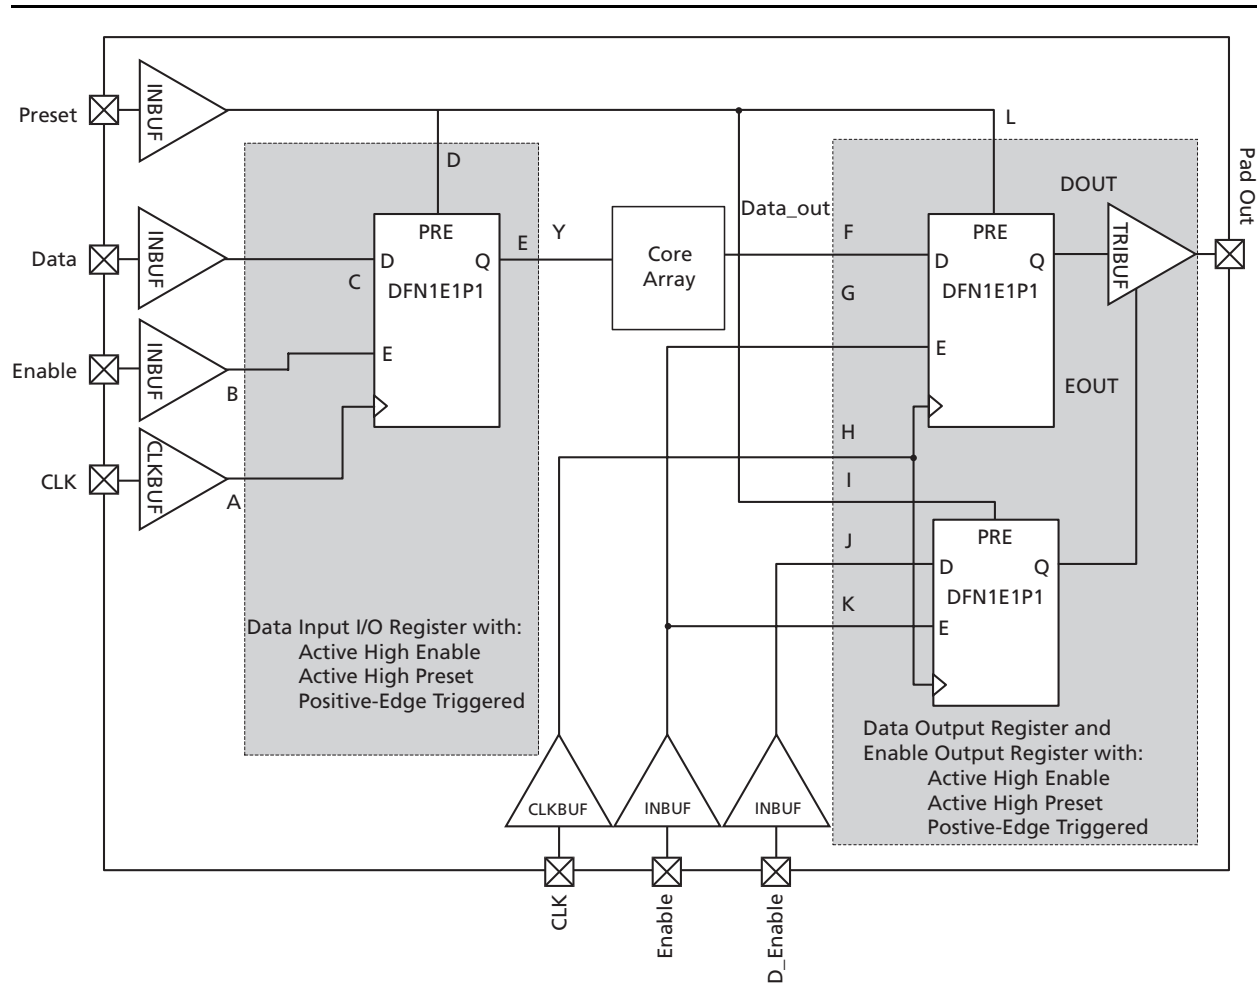 Preset
INBUF
L
D
Pad Out
DOUT
Data
INBUF
PRE
D
Q
DFN1E1P1
C
E
Y
Core
Array
Data_out
F
G
PRE
D
Q
DFN1E1P1
E
TRIBUF
Enable
INBUF
B
E
EOUT
CLK
CLKBUF
A
H
I
J
K
PRE
D
Q
DFN1E1P1
E
Data Input I/O Register with:
Active High Enable
Active High Preset
Positive-Edge Triggered
Data Output Register and
Enable Output Register with:
Active High Enable
Active High Preset
Postive-Edge Triggered
CLKBUF
INBUF
INBUF
CLK
Enable
D_Enable